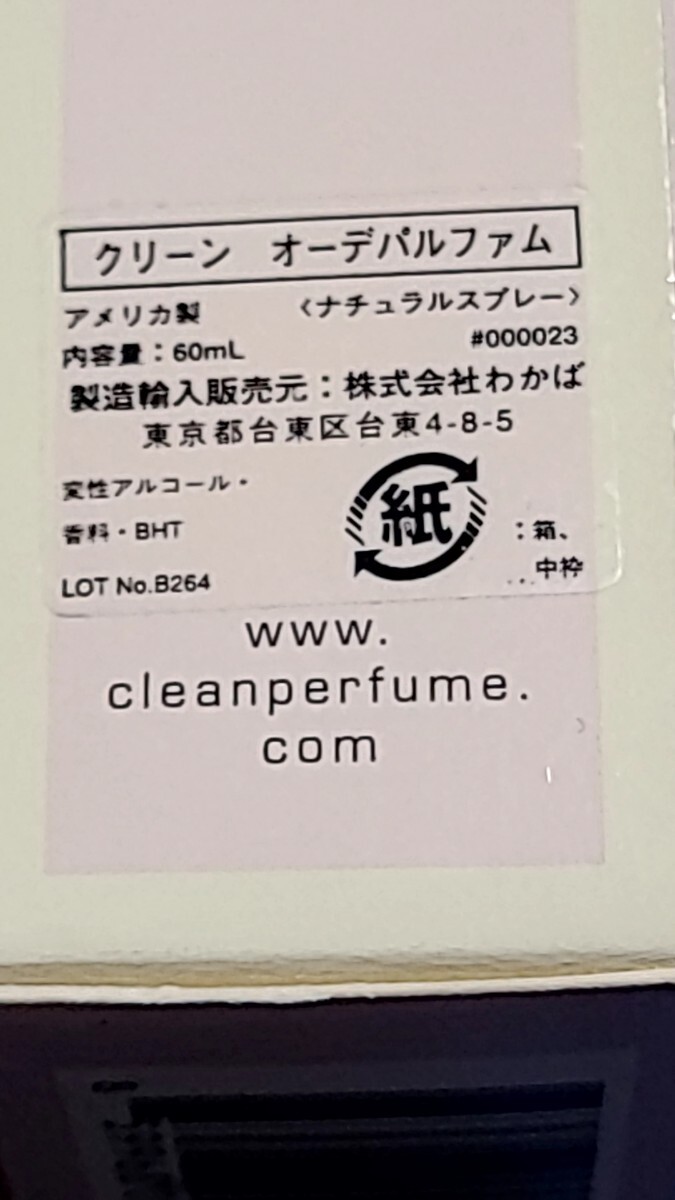 クリーン オーデパルファム
アメリカ製 〈ナチュラルスプレー〉
内容量：60mL #000023
製造輸入販売元：株式会社わかば
東京都台東区台東4-8-5
変性アルコール・
香料・BHT
紙 ：箱、
LOT No.B264 ...中枠
www.
cleanperfume.
com